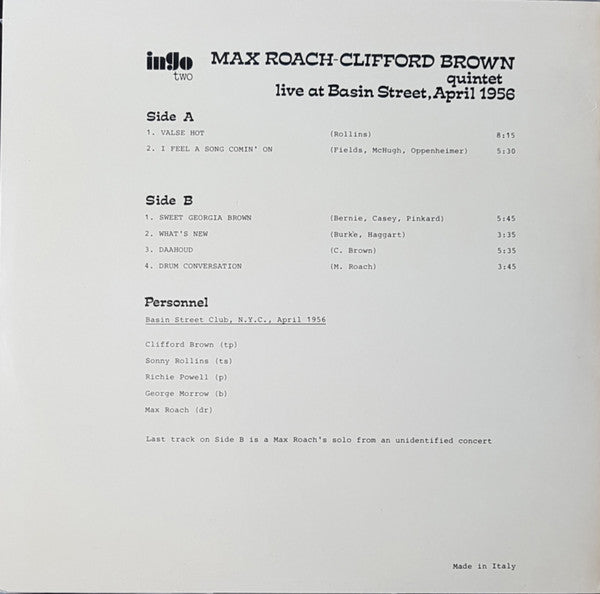 ingo
two
MAX ROACH-CLIFFORD BROWN
quintet
live at Basin Street, April 1956
Side A
1. VALSE HOT (Rollins) 8:15
2. I FEEL A SONG COMIN' ON (Fields, McHugh, Oppenheimer) 5:30
Side B
1. SWEET GEORGIA BROWN (Bernie, Casey, Pinkard) 5:45
2. WHAT'S NEW (Burke, Haggart) 3:35
3. DAAHOUD (C. Brown) 5:35
4. DRUM CONVERSATION (M. Roach) 3:45
Personnel
Basin Street Club, N.Y.C., April 1956
Clifford Brown (tp)
Sonny Rollins (ts)
Richie Powell (p)
George Morrow (b)
Max Roach (dr)
Last track on Side B is a Max Roach's solo from an unidentified concert
Made in Italy